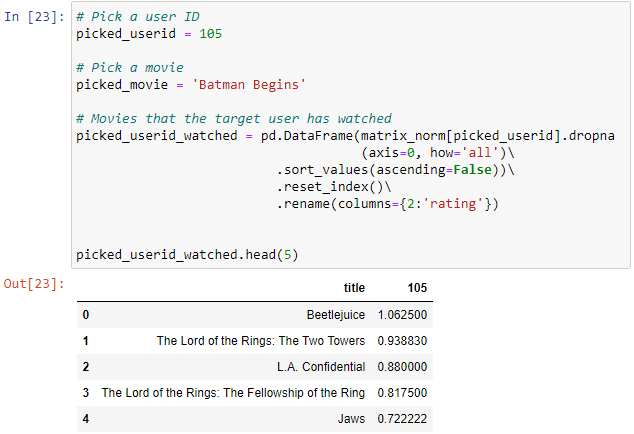 In [23]: # Pick a user ID
picked_userid = 105
# Pick a movie
picked_movie = 'Batman Begins'
# Movies that the target user has watched
picked_userid_watched = pd.DataFrame(matrix_norm[picked_userid].dropna
(axis=0, how='all')\
.sort_values(ascending=False))\
.reset_index()\
.rename(columns={2:'rating'})
picked_userid_watched.head(5)
Out[23]:
title 105
0 Beetlejuice 1.062500
1 The Lord of the Rings: The Two Towers 0.938830
2 L.A. Confidential 0.880000
3 The Lord of the Rings: The Fellowship of the Ring 0.817500
4 Jaws 0.722222